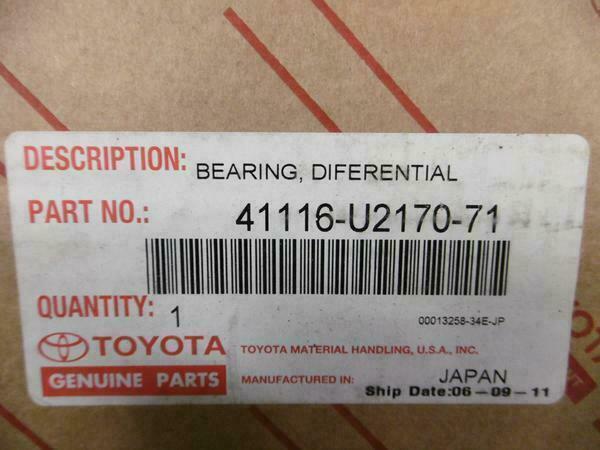 DESCRIPTION: BEARING, DIFERENTIAL
PART NO.: 41116-U2170-71
QUANTITY: 1
00013258-34E-JP
TOYOTA TOYOTA MATERIAL HANDLING, U.S.A., INC.
GENUINE PARTS MANUFACTURED IN: JAPAN
Ship Date:06-09-11